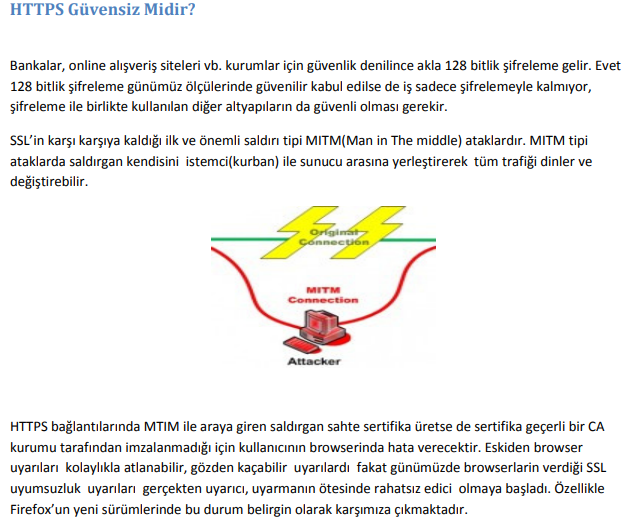 HTTPS Güvensiz Midir?
Bankalar, online alışveriş siteleri vb. kurumlar için güvenlik denilince akla 128 bitlik şifreleme gelir. Evet
128 bitlik şifreleme günümüz ölçülerinde güvenilir kabul edilse de iş sadece şifrelemeyle kalmıyor,
şifreleme ile birlikte kullanılan diğer altyapıların da güvenli olması gerekir.
SSL’in karşı karşıya kaldığı ilk ve önemli saldırı tipi MITM(Man in The middle) ataklardır. MITM tipi
ataklarda saldırgan kendisini istemci(kurban) ile sunucu arasına yerleştirerek tüm trafiği dinler ve
değiştirebilir.
Original
Connection
MITM
Connection
Attacker
HTTPS bağlantılarında MTIM ile araya giren saldırgan sahte sertifika üretse de sertifika geçerli bir CA
kurumu tarafından imzalanmadığı için kullanıcının browserinda hata verecektir. Eskiden browser
uyarıları kolaylıkla atlanabilir, gözden kaçabilir uyarılardı fakat günümüzde browserlarin verdiği SSL
uyumsuzluk uyarıları gerçekten uyarıcı, uyarmanın ötesinde rahatsız edici olmaya başladı. Özellikle
Firefox’un yeni sürümlerinde bu durum belirgin olarak karşımıza çıkmaktadır.